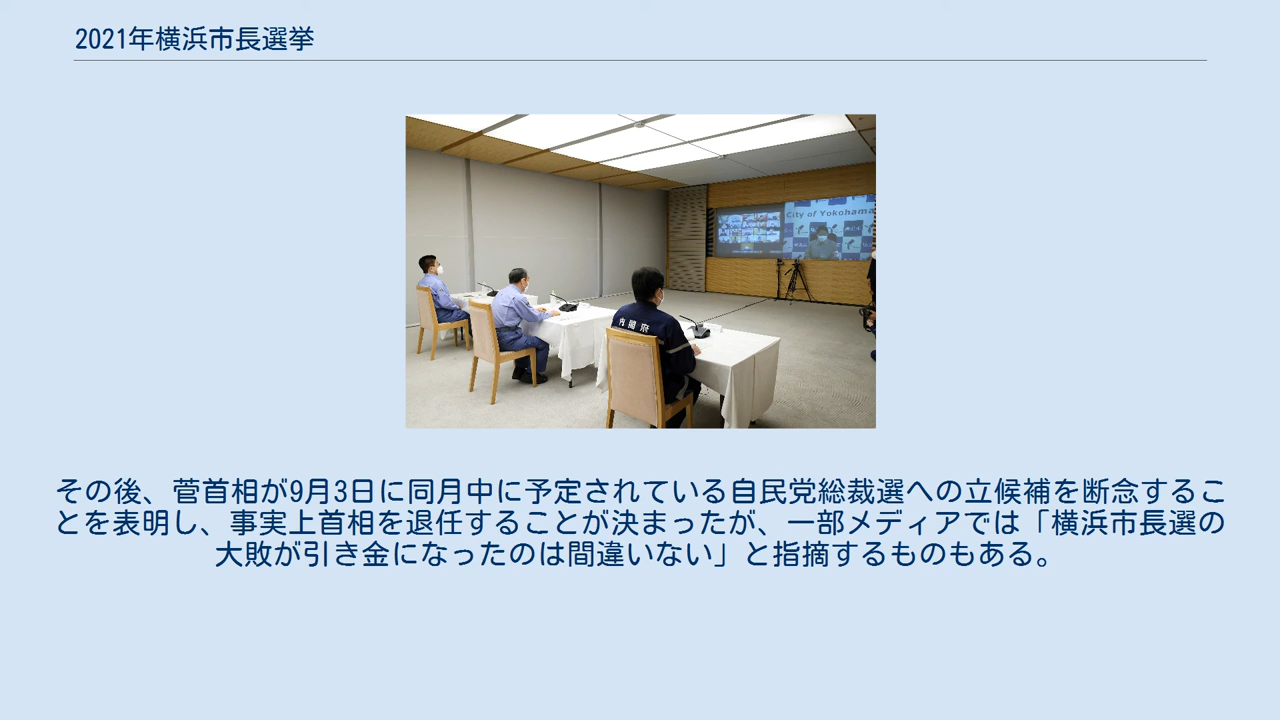 2021年横浜市長選挙
City of Yokohama
内閣府
その後、菅首相が9月3日に同月中に予定されている自民党総裁選への立候補を断念するこ
とを表明し、事実上首相を退任することが決まったが、一部メディアでは「横浜市長選の
大敗が引き金になったのは間違いない」と指摘するものもある。